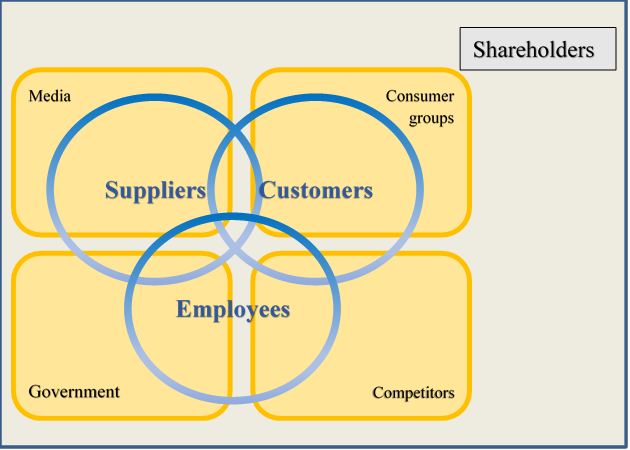 Shareholders
Media
Consumer
groups
Suppliers
Customers
Employees
Government
Competitors